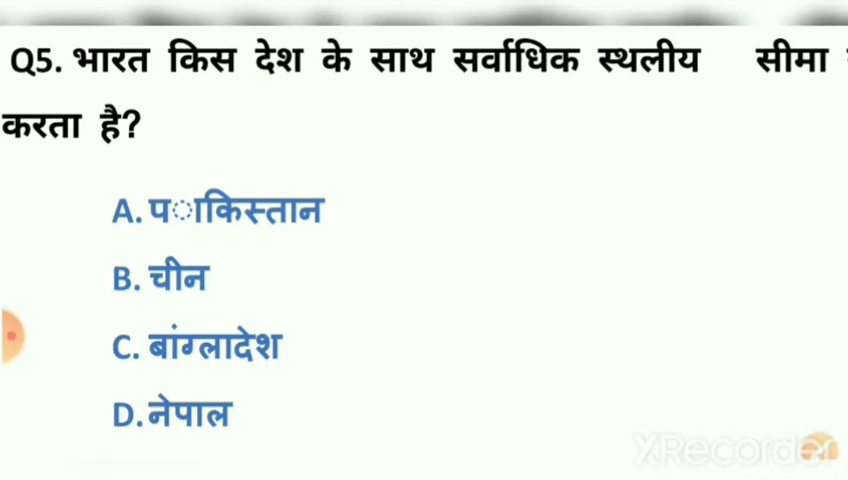 Q5. भारत किस देश के साथ सर्वाधिक स्थलीय सीमा
करता है?
A. पाकिस्तान
B. चीन
C. बांग्लादेश
D. नेपाल
XRecorder